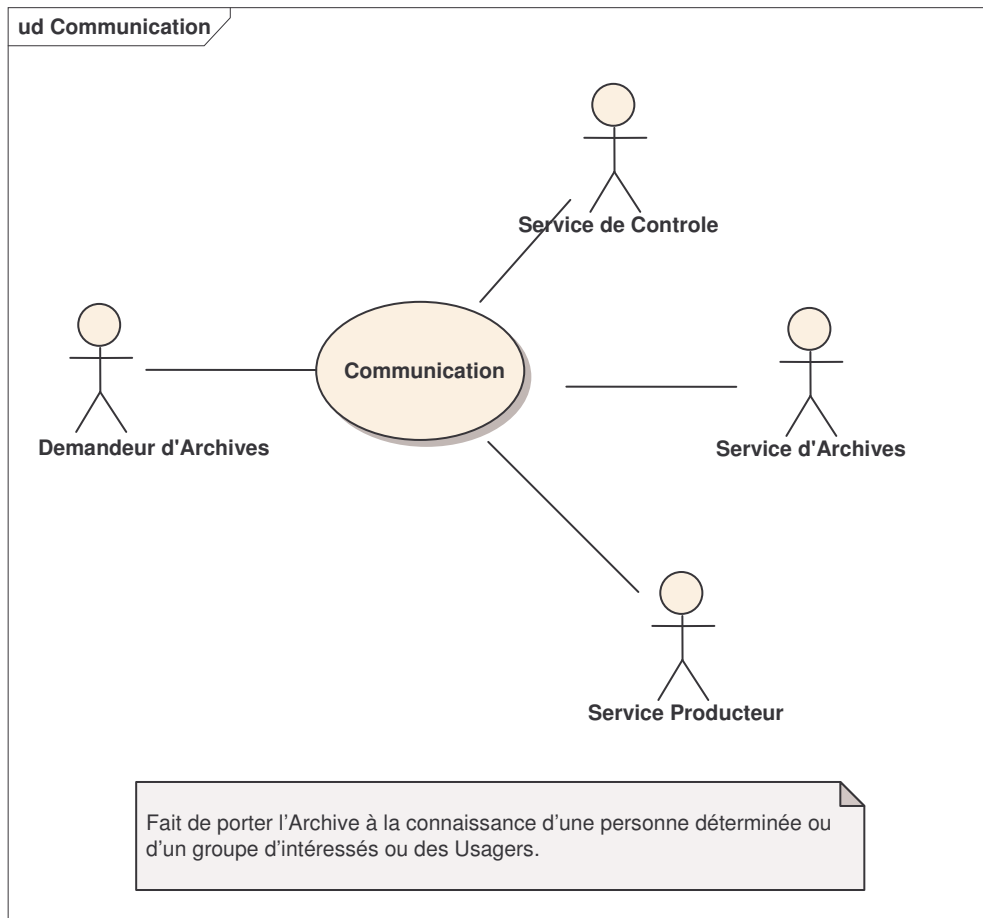 ud Communication
Service de Controle
Communication
Demandeur d'Archives
Service d'Archives
Service Producteur
Fait de porter l’Archive à la connaissance d’une personne déterminée ou
d’un groupe d’intéressés ou des Usagers.